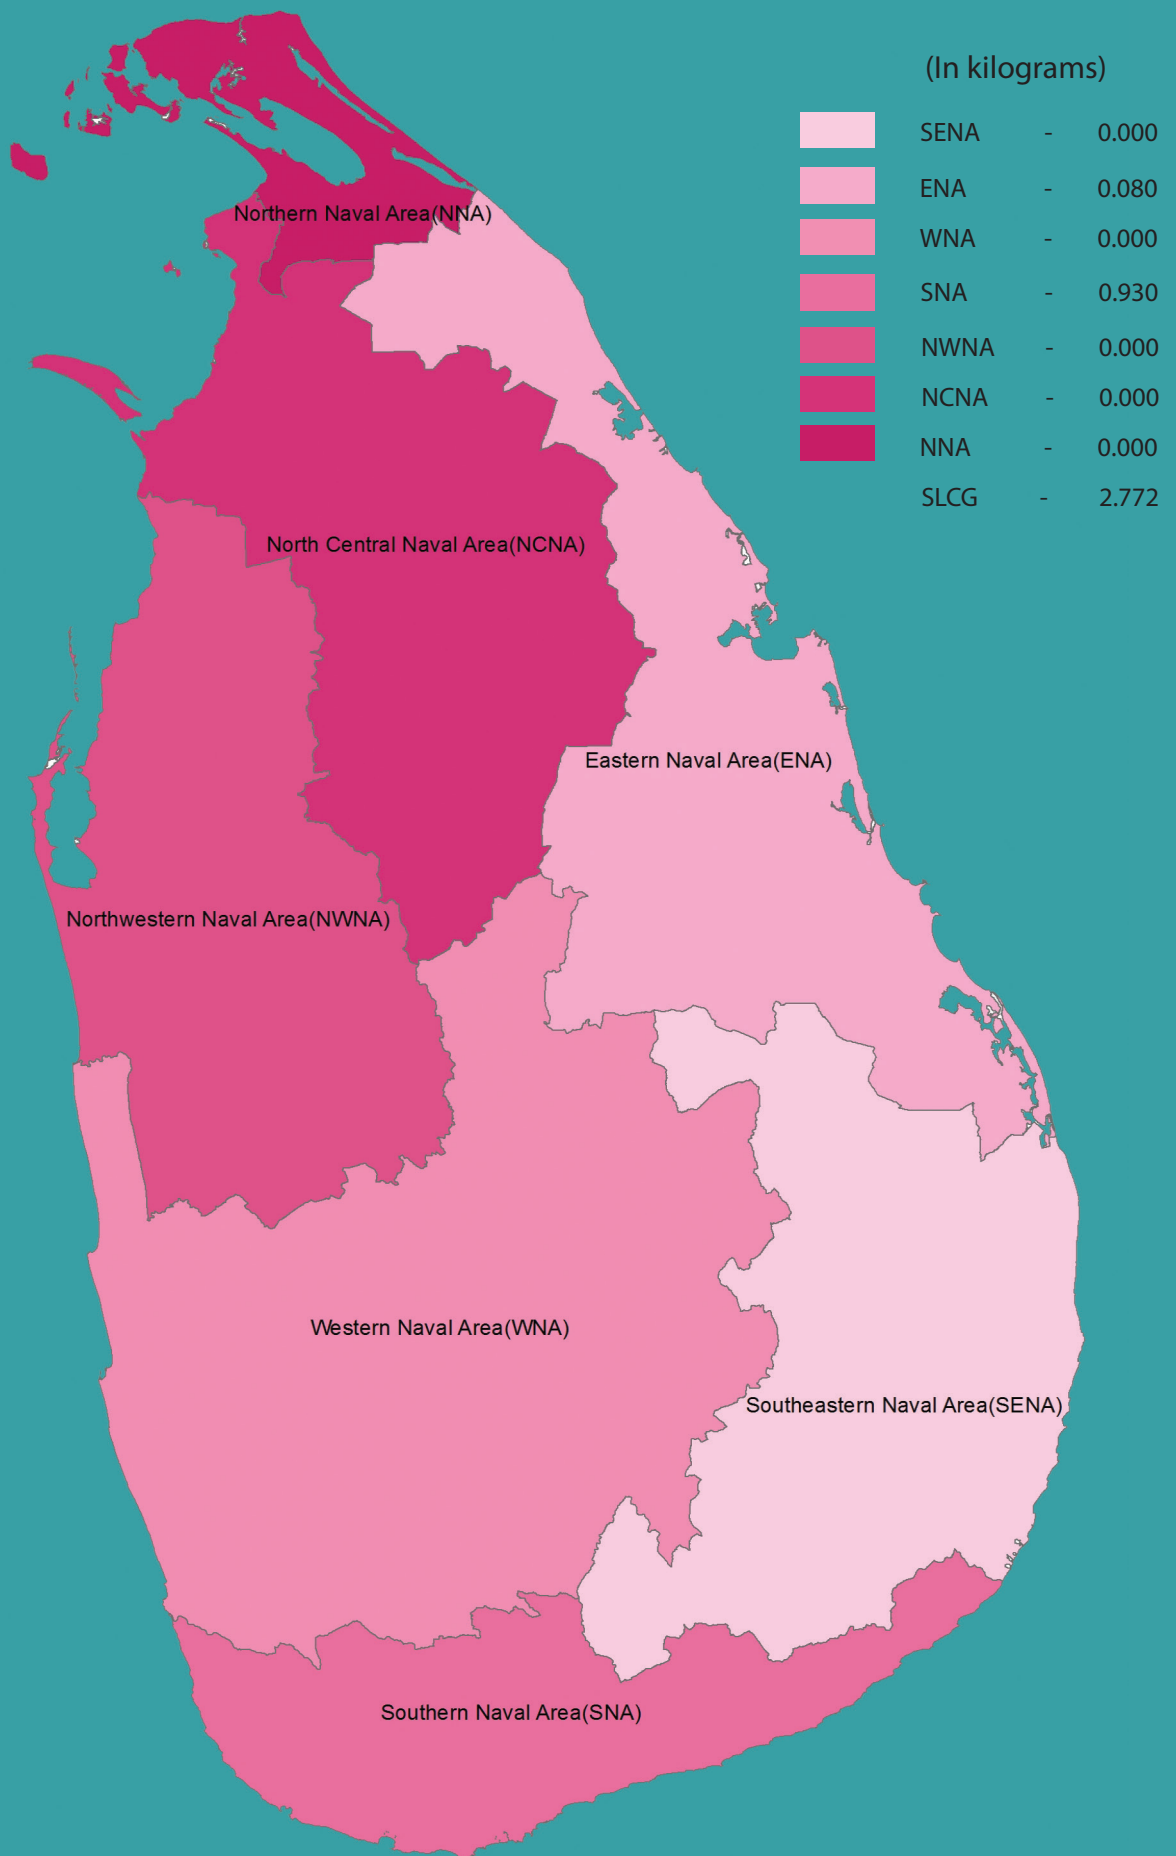 (In kilograms)
SENA - 0.000
ENA - 0.080
WNA - 0.000
SNA - 0.930
NWNA - 0.000
NCNA - 0.000
NNA - 0.000
SLCG - 2.772
Northern Naval Area(NNA)
North Central Naval Area(NCNA)
Eastern Naval Area(ENA)
Northwestern Naval Area(NWNA)
Western Naval Area(WNA)
Southeastern Naval Area(SENA)
Southern Naval Area(SNA)